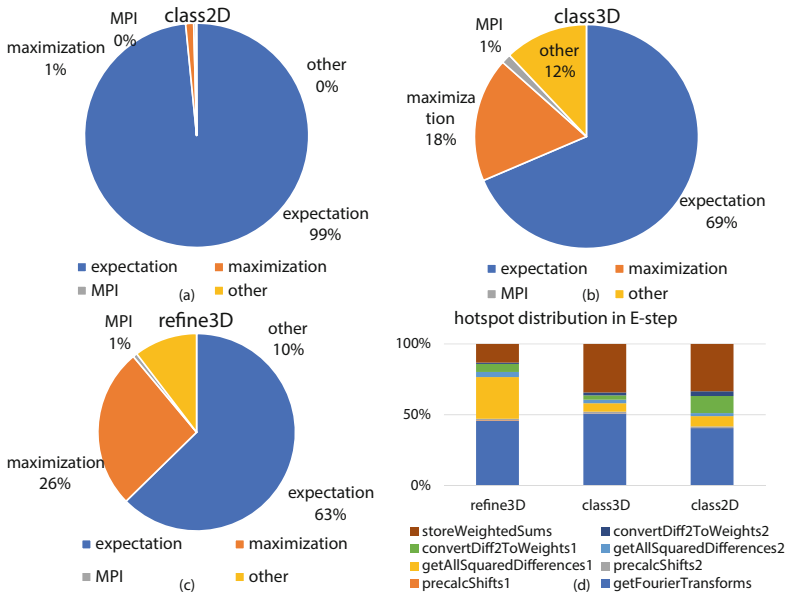 class2D
MPI
0%
maximization
1%
other
0%
expectation
99%
expectation
maximization
MPI
other
(a)
class3D
MPI
1%
other
12%
maximiza
tion
18%
expectation
69%
expectation
maximization
MPI
other
(b)
refine3D
MPI
1%
other
10%
maximization
26%
expectation
63%
expectation
maximization
MPI
other
(c)
hotspot distribution in E-step
100%
50%
0%
refine3D class3D class2D
storeWeightedSums convertDiff2ToWeights2
convertDiff2ToWeights1 getAllSquaredDifferences2
getAllSquaredDifferences1 precalcShifts2
precalcShifts1 (d) getFourierTransforms